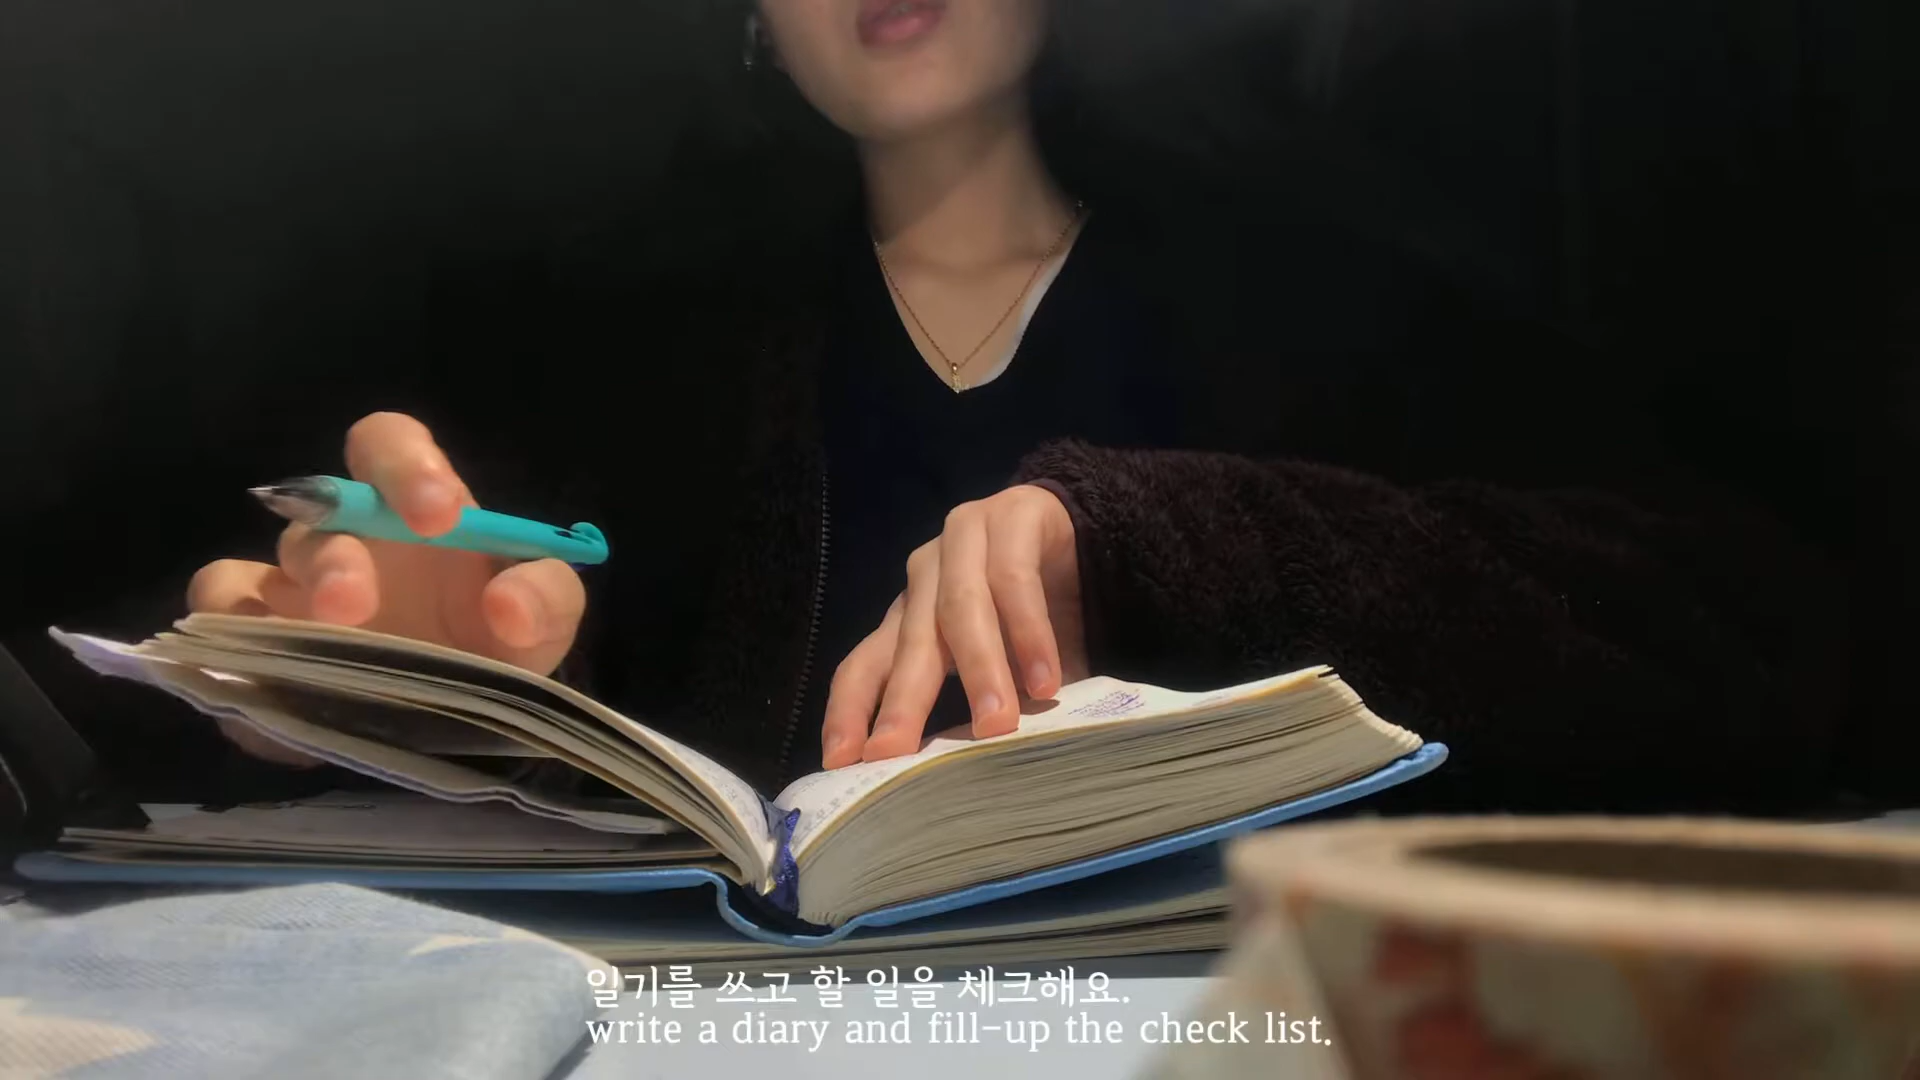 일기를 쓰고 할 일을 체크해요.
write a diary and fill-up the check list.